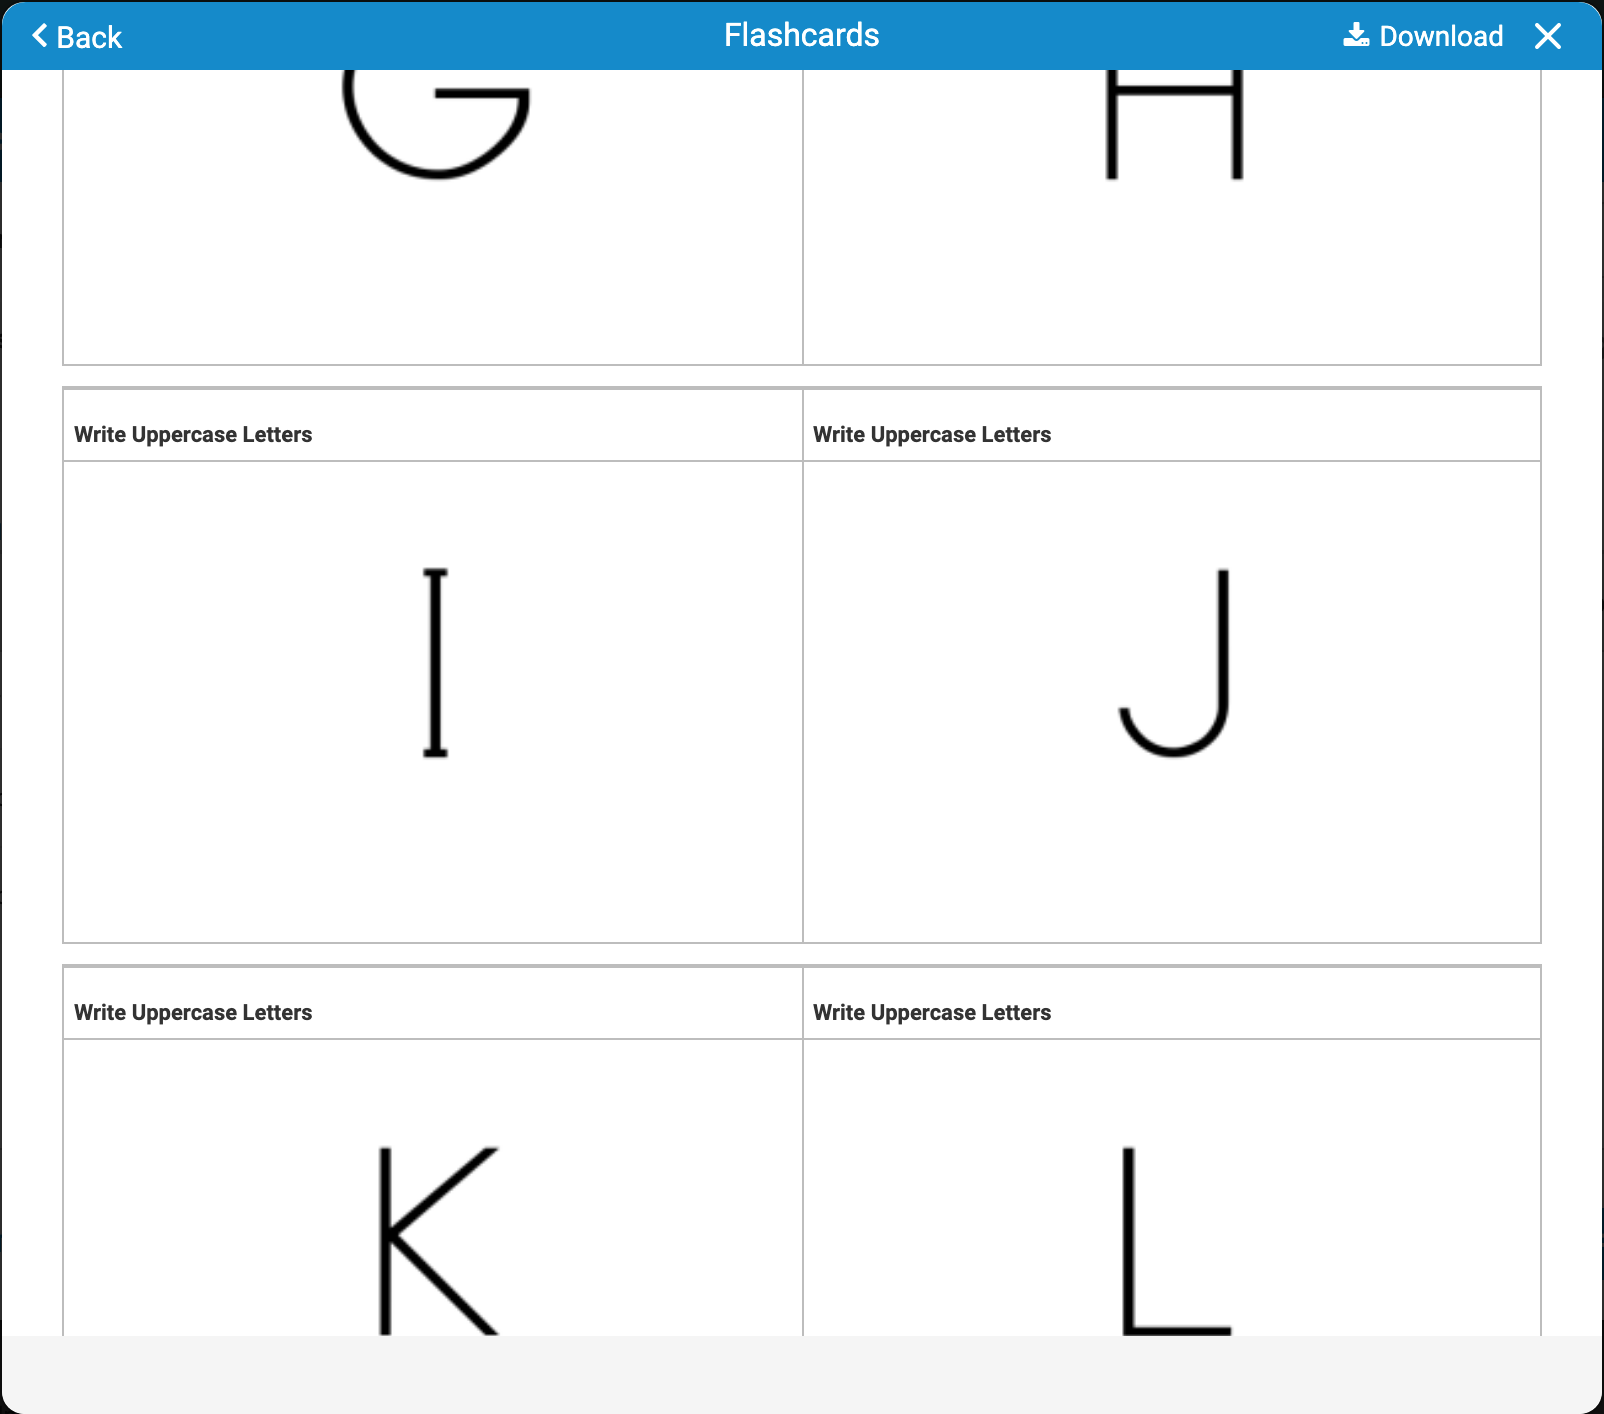 Back Flashcards Download
G H
Write Uppercase Letters Write Uppercase Letters
I J
Write Uppercase Letters Write Uppercase Letters
K L